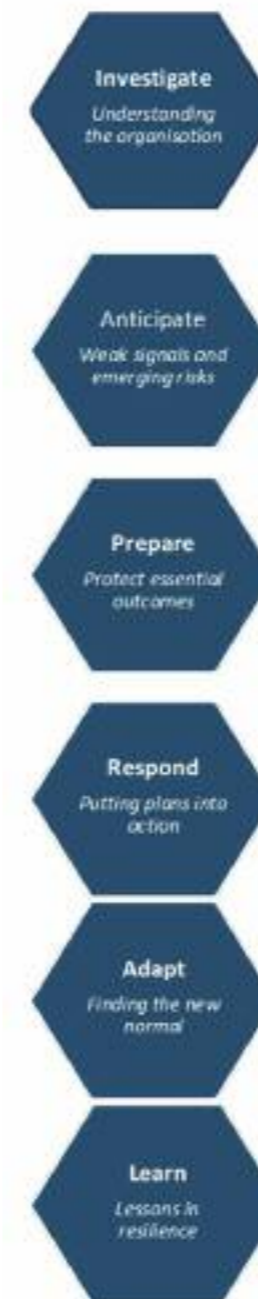 Investigate
Understanding
the organisation
Anticipate
Weak signals and
emerging risks
Prepare
Protect essential
outcomes
Respond
Putting plans into
action
Adapt
Finding the new
normal
Learn
Lessons in
resilience